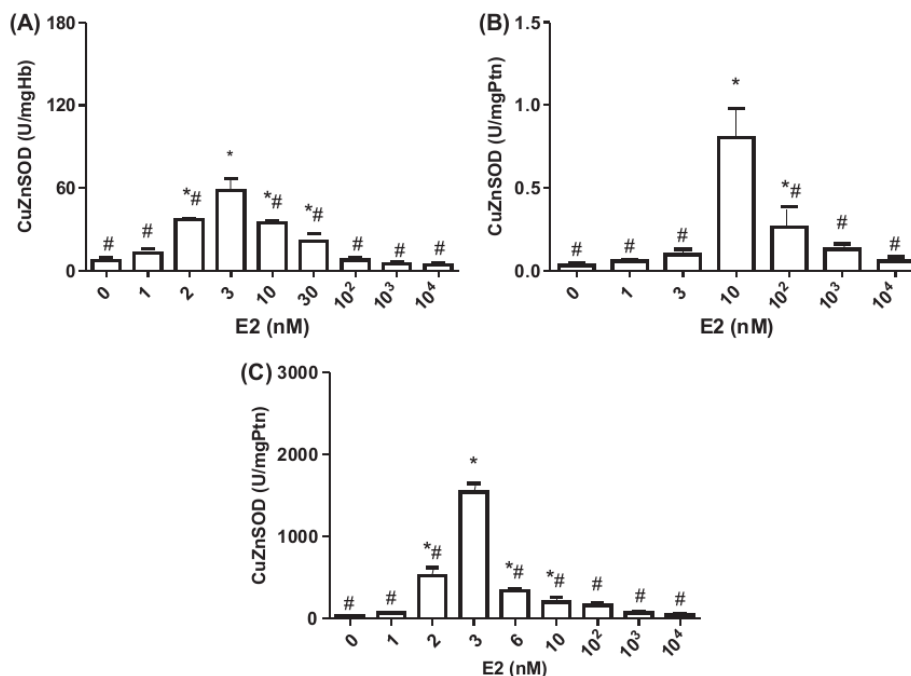 (A)
CuZnSOD (U/mgHb)
180
120
60
0
# # *# * *# *# # # #
0 1 2 3 10 30 10² 10³ 10⁴
E2 (nM)
(B)
CuZnSOD (U/mgPtn)
1.5
1.0
0.5
0.0
# # # * *# # #
0 1 3 10 10² 10³ 10⁴
E2 (nM)
(C)
CuZnSOD (U/mgPtn)
3000
2000
1000
0
# # *# * *# *# # # #
0 1 2 3 6 10 10² 10³ 10⁴
E2 (nM)